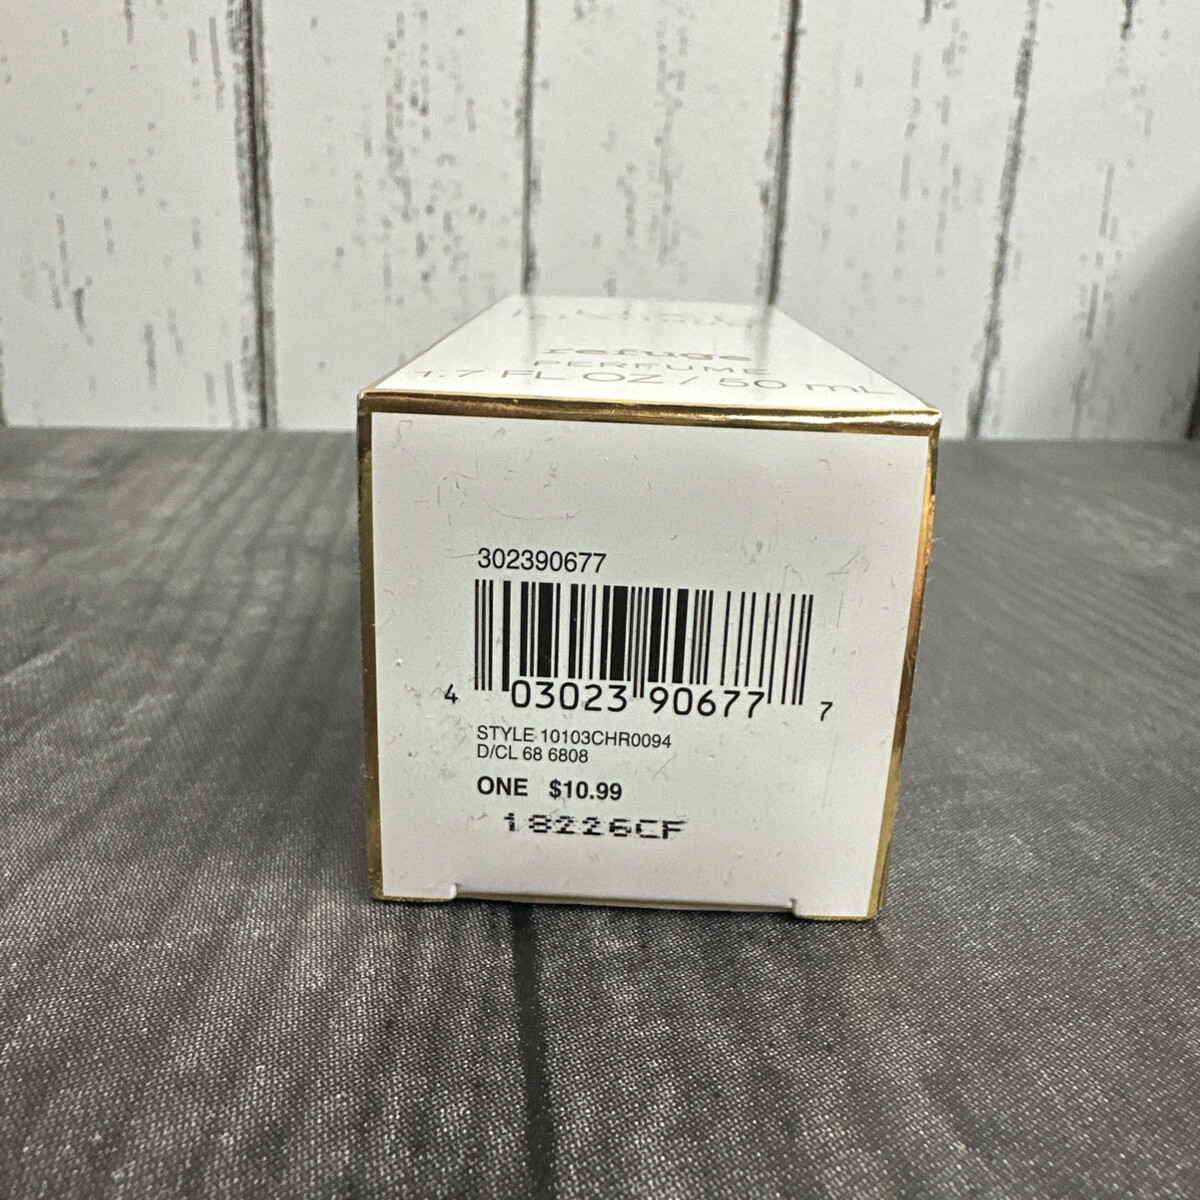 refuge
PERFUME
1.7 FL OZ / 50 mL
302390677
4 03023 90677 7
STYLE 10103CHR0094
D/CL 68 6808
ONE $10.99
18226CF